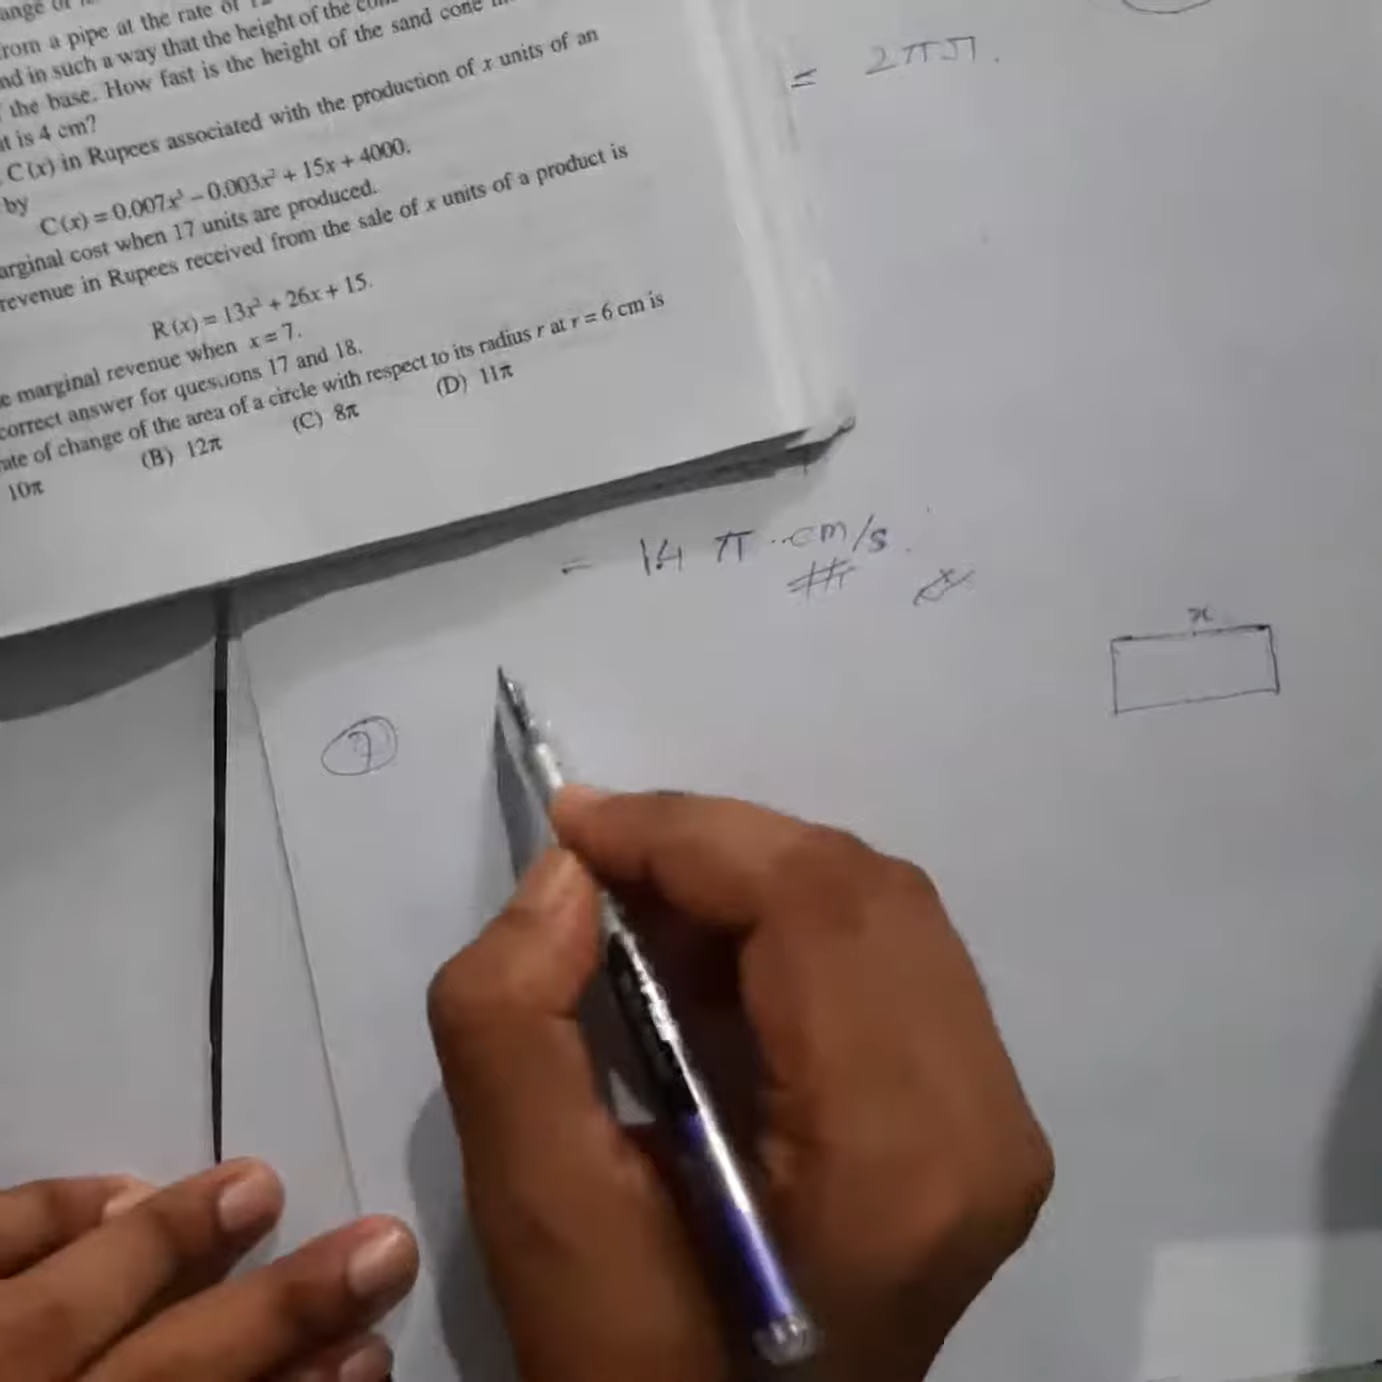 from a pipe at the rate of
nd in such a way that the height of the
the base. How fast is the height of the sand cone
it is 4 cm?
C(x) in Rupees associated with the production of x units of an
by
C(x) = 0.007x³ – 0.003x² + 15x + 4000.
arginal cost when 17 units are produced.
revenue in Rupees received from the sale of x units of a product is
R(x) = 13x² + 26x + 15.
e marginal revenue when x = 7.
correct answer for questions 17 and 18.
ate of change of the area of a circle with respect to its radius r at r = 6 cm is
10π (B) 12π (C) 8π (D) 11π
= 2π
= 14 π cm/s.
x
7